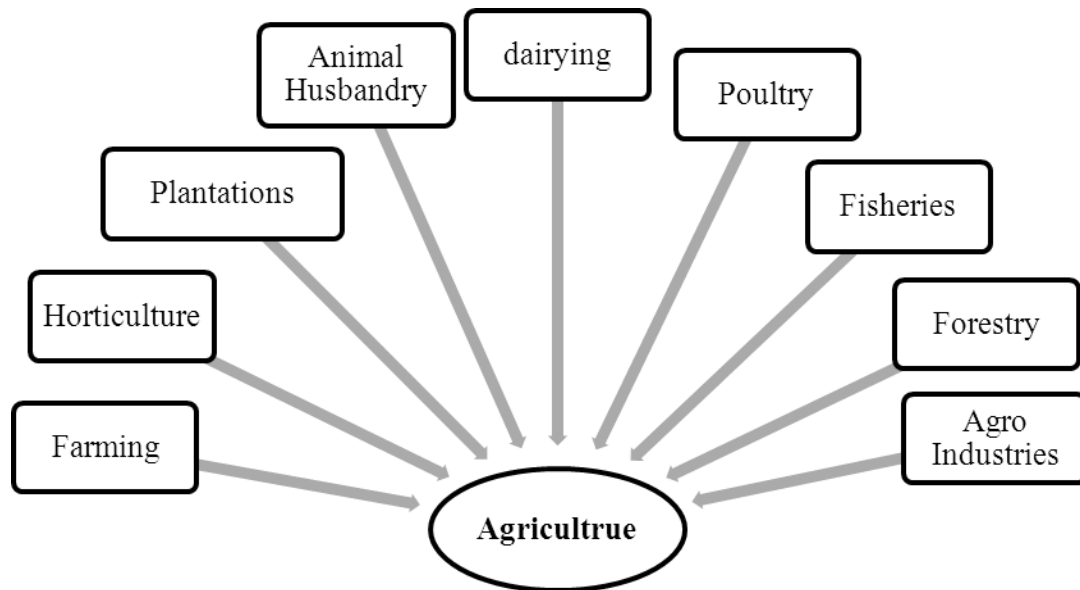 Animal
Husbandry
dairying
Poultry
Plantations
Fisheries
Horticulture
Forestry
Farming
Agro
Industries
Agricultrue